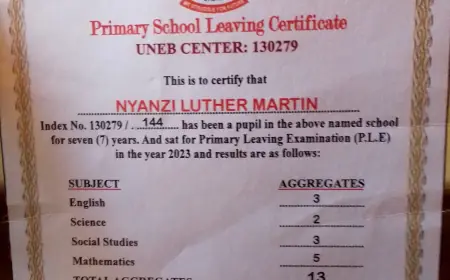 Primary School Leaving Certificate
UNEB CENTER: 130279
This is to certify that
NYANZI LUTHER MARTIN
Index No. 130279 / . 144 ...... has been a pupil in the above named school
for seven (7) years. And sat for Primary Leaving Examination (P.L.E)
in the year 2023 and results are as follows:
SUBJECT AGGREGATES
English 3
Science 2
Social Studies 3
Mathematics 5
TOTAL AGGREGATES 13